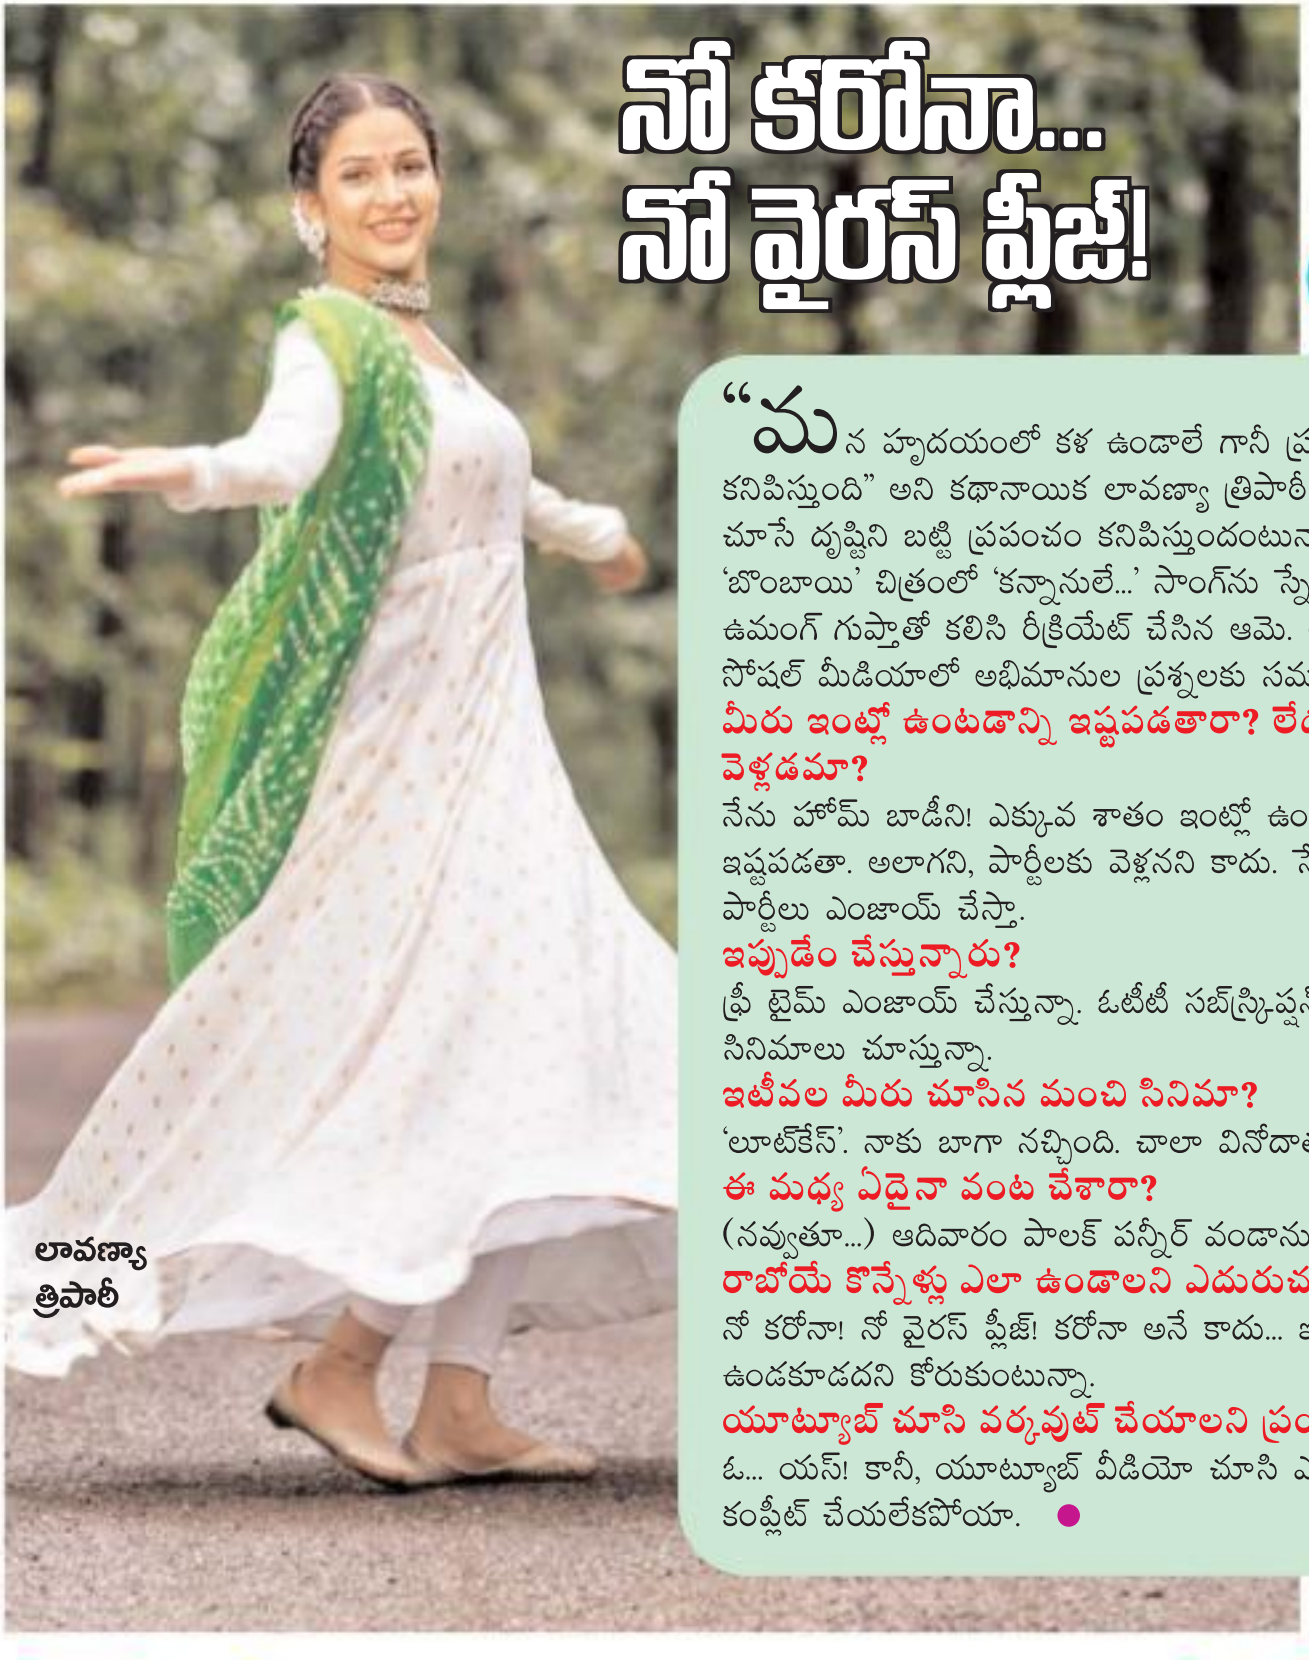 నో కరోనా...
నో వైరస్ ప్లీజ్!
“మన హృదయంలో కళ ఉండాలే గానీ
కనిపిస్తుంది” అని కథానాయిక లావణ్యా త్రిపాఠీ
చూసే దృష్టిని బట్టి ప్రపంచం
‘బొంబాయి’ చిత్రంలో ‘కన్నానులే...’ సాంగ్‌ను
ఉమంగ్ గుప్తాతో కలిసి రీక్రియేట్ చేసిన ఆమె.
సోషల్ మీడియాలో అభిమానుల ప్రశ్నలకు
మీరు ఇంట్లో ఉంటడాన్ని ఇష్టపడతారా?
వెళ్లడమా?
నేను హోమ్ బాడీని! ఎక్కువ శాతం ఇంట్లో
ఇష్టపడతా. అలాగని, పార్టీలకు వెళ్లనని కాదు.
పార్టీలు ఎంజాయ్ చేస్తా.
ఇప్పుడేం చేస్తున్నారు?
ఫ్రీ టైమ్ ఎంజాయ్ చేస్తున్నా. ఓటీటీ
సినిమాలు చూస్తున్నా.
ఇటీవల మీరు చూసిన మంచి సినిమా?
‘లూట్‌కేస్’. నాకు బాగా నచ్చింది. చాలా
ఈ మధ్య ఏదైనా వంట చేశారా?
(నవ్వుతూ...) ఆదివారం పాలక్ పన్నీర్ వండాను
రాబోయే కొన్నేళ్లు ఎలా ఉండాలని
నో కరోనా! నో వైరస్ ప్లీజ్! కరోనా అనే కాదు...
ఉండకూడదని కోరుకుంటున్నా.
యూట్యూబ్ చూసి వర్కవుట్ చేయాలని
ఓ... యస్! కానీ, యూట్యూబ్ వీడియో చూసి
కంప్లీట్ చేయలేకపోయా.
లావణ్యా
త్రిపాఠీ